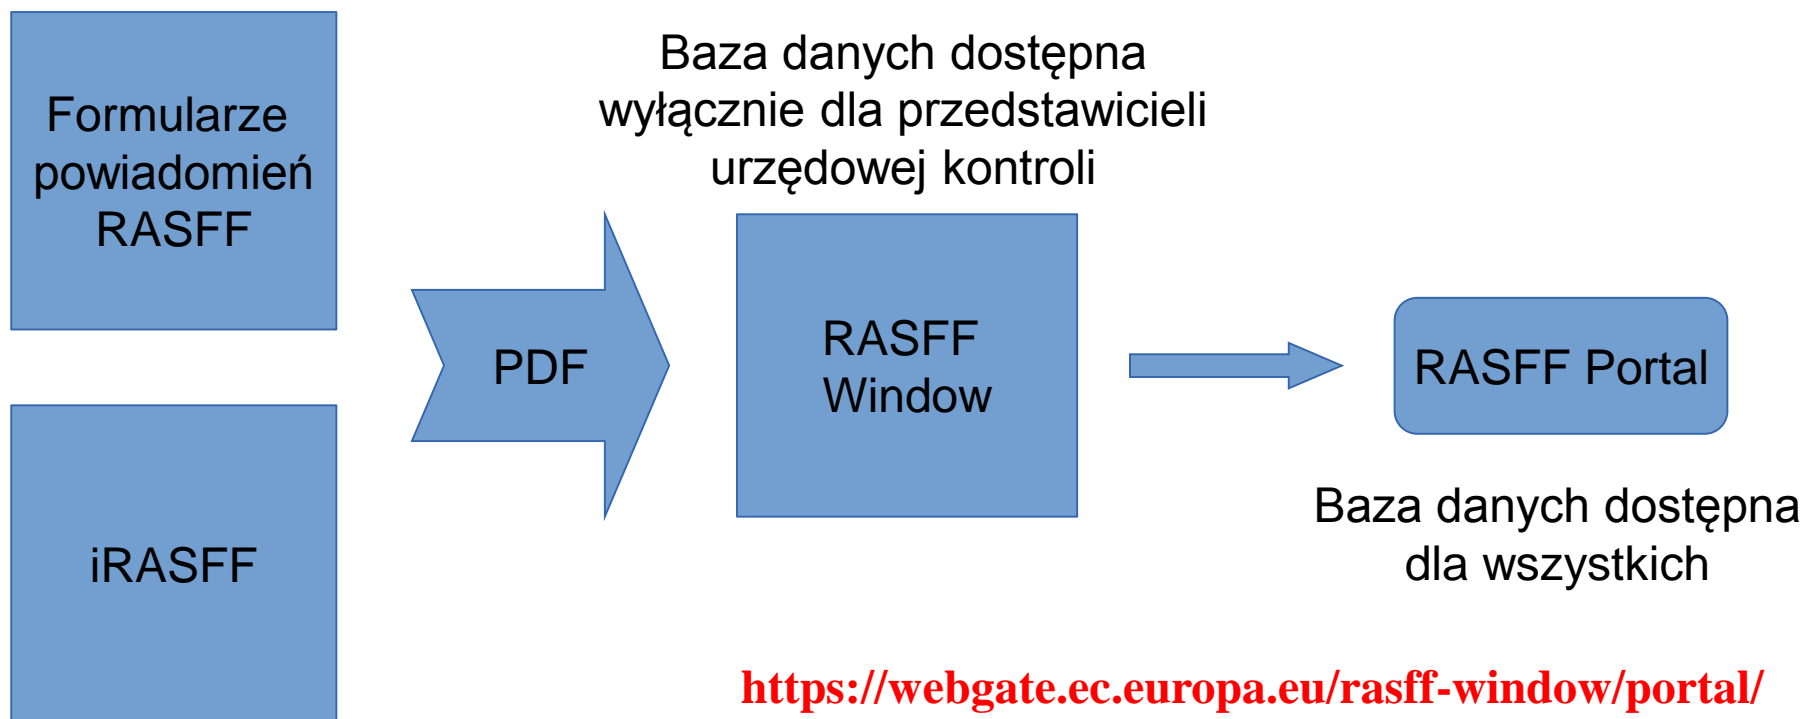 Formularze
powiadomień
RASFF
iRASFF
PDF
Baza danych dostępna
wyłącznie dla przedstawicieli
urzędowej kontroli
RASFF
Window
RASFF Portal
Baza danych dostępna
dla wszystkich
https://webgate.ec.europa.eu/rasff-window/portal/